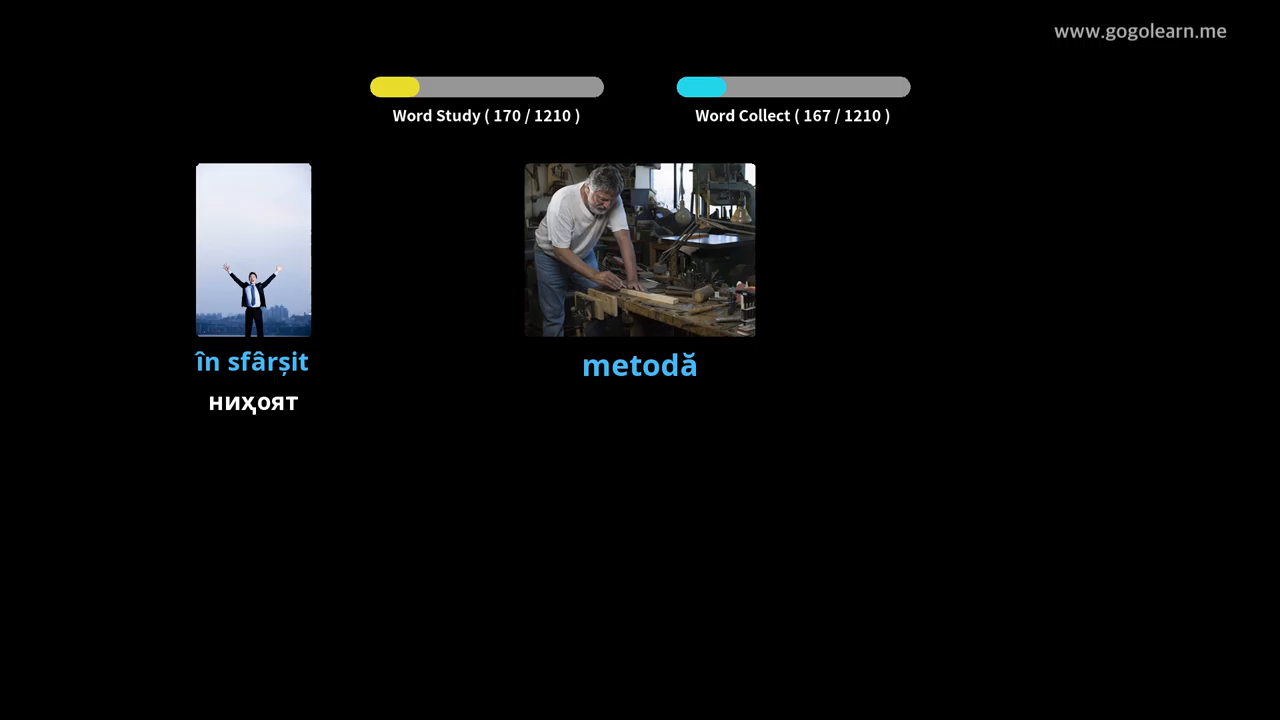 www.gogolearn.me
Word Study ( 170 / 1210 )
Word Collect ( 167 / 1210 )
în sfârșit
ниҳоят
metodă